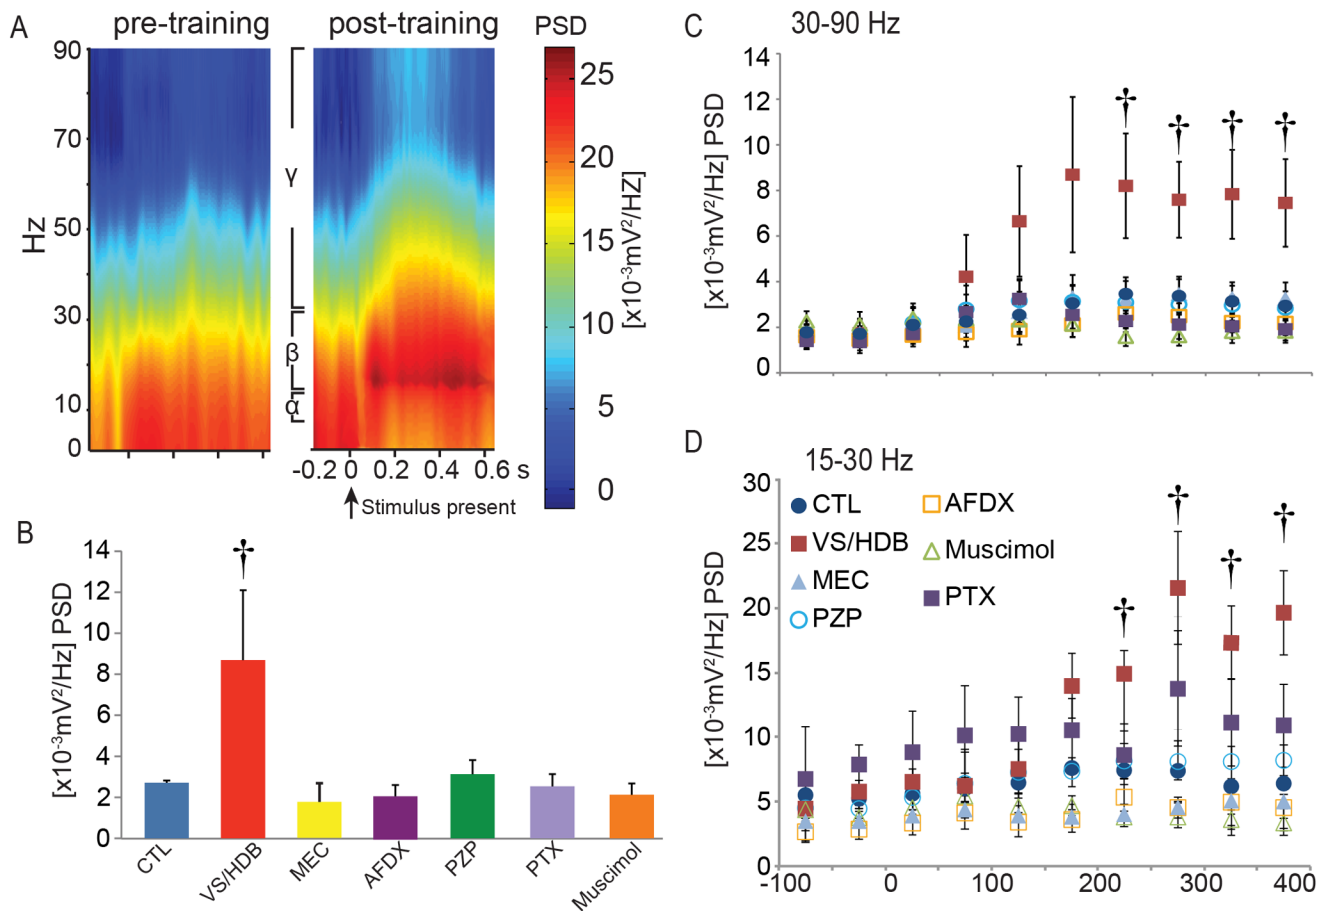 A
pre-training
post-training
PSD
90
70
50
30
10
0
Hz
γ
β
α
-0.2 0 0.2 0.4 0.6 s
Stimulus present
25
20
15
10
5
0
[x10⁻³mV²/HZ]
B
14
12
10
8
6
4
2
0
[x10⁻³mV²/Hz] PSD
†
CTL
VS/HDB
MEC
AFDX
PZP
PTX
Muscimol
C
30-90 Hz
14
12
10
8
6
4
2
0
[x10⁻³mV²/Hz] PSD
† † † †
D
15-30 Hz
30
25
20
15
10
5
0
[x10⁻³mV²/Hz] PSD
CTL
VS/HDB
MEC
PZP
AFDX
Muscimol
PTX
† † † †
-100 0 100 200 300 400